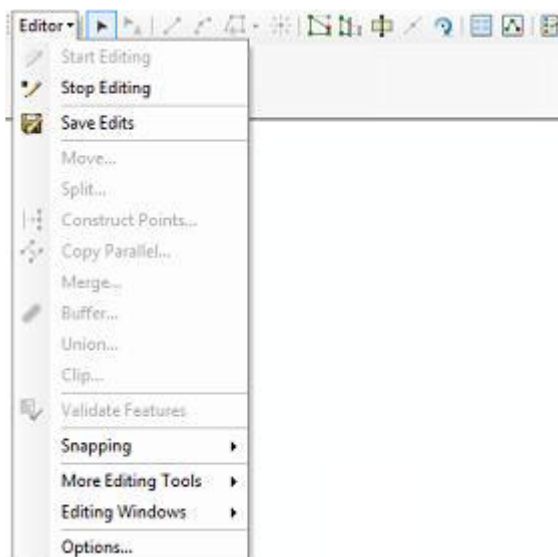 Editor
Start Editing
Stop Editing
Save Edits
Move...
Split...
Construct Points...
Copy Parallel...
Merge...
Buffer...
Union...
Clip...
Validate Features
Snapping
More Editing Tools
Editing Windows
Options...